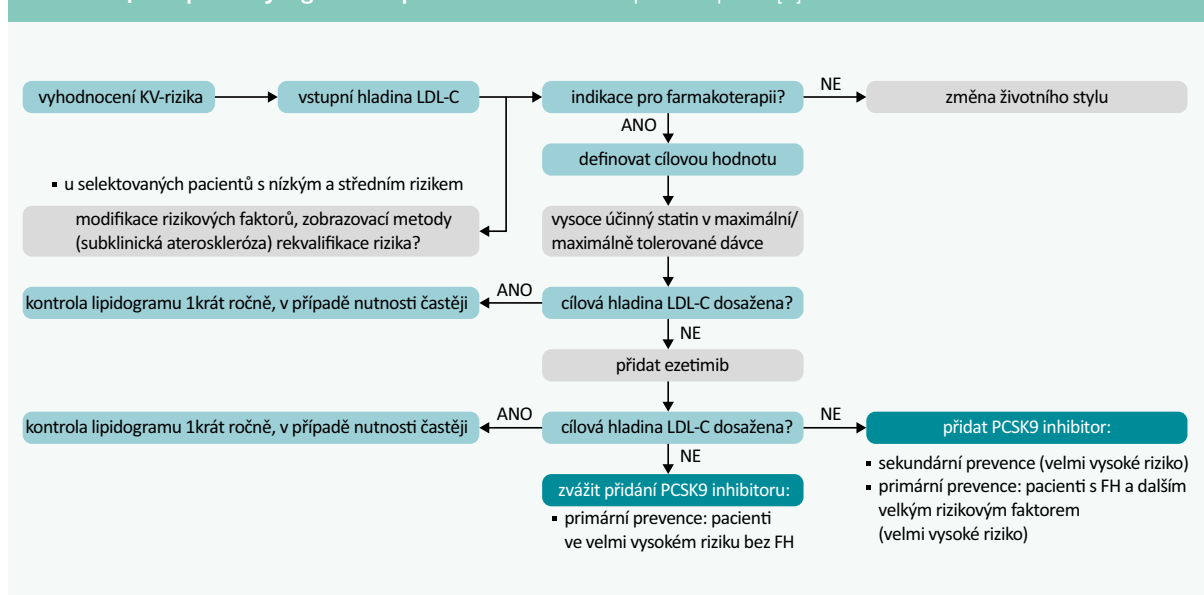 vyhodnocení KV-rizika
vstupní hladina LDL-C
indikace pro farmakoterapii?
NE
změna životního stylu
ANO
definovat cílovou hodnotu
▪ u selektovaných pacientů s nízkým a středním rizikem
modifikace rizikových faktorů, zobrazovací metody
(subklinická ateroskleróza) rekvalifikace rizika?
vysoce účinný statin v maximální/
maximálně tolerované dávce
kontrola lipidogramu 1krát ročně, v případě nutnosti častěji
ANO
cílová hladina LDL-C dosažena?
NE
přidat ezetimib
kontrola lipidogramu 1krát ročně, v případě nutnosti častěji
ANO
cílová hladina LDL-C dosažena?
NE
přidat PCSK9 inhibitor:
NE
▪ sekundární prevence (velmi vysoké riziko)
▪ primární prevence: pacienti s FH a dalším
velkým rizikovým faktorem
(velmi vysoké riziko)
zvážit přidání PCSK9 inhibitoru:
▪ primární prevence: pacienti
ve velmi vysokém riziku bez FH